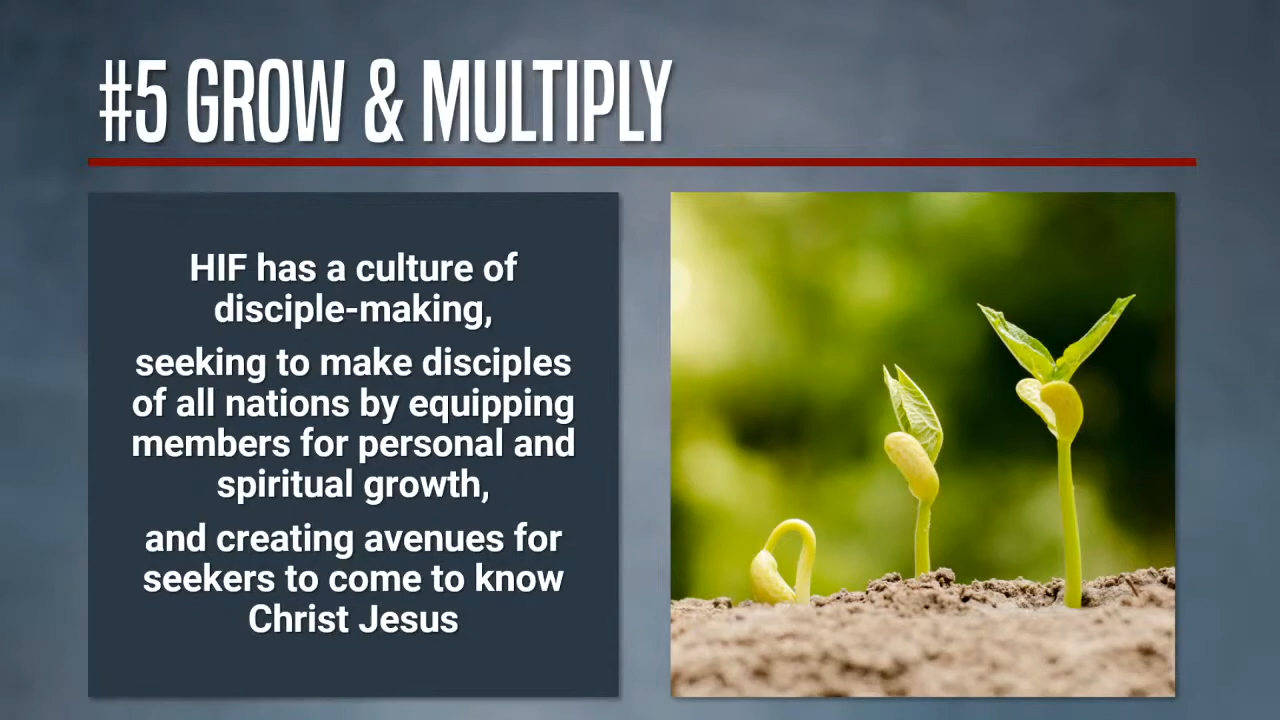 #5 GROW & MULTIPLY
HIF has a culture of
disciple-making,
seeking to make disciples
of all nations by equipping
members for personal and
spiritual growth,
and creating avenues for
seekers to come to know
Christ Jesus